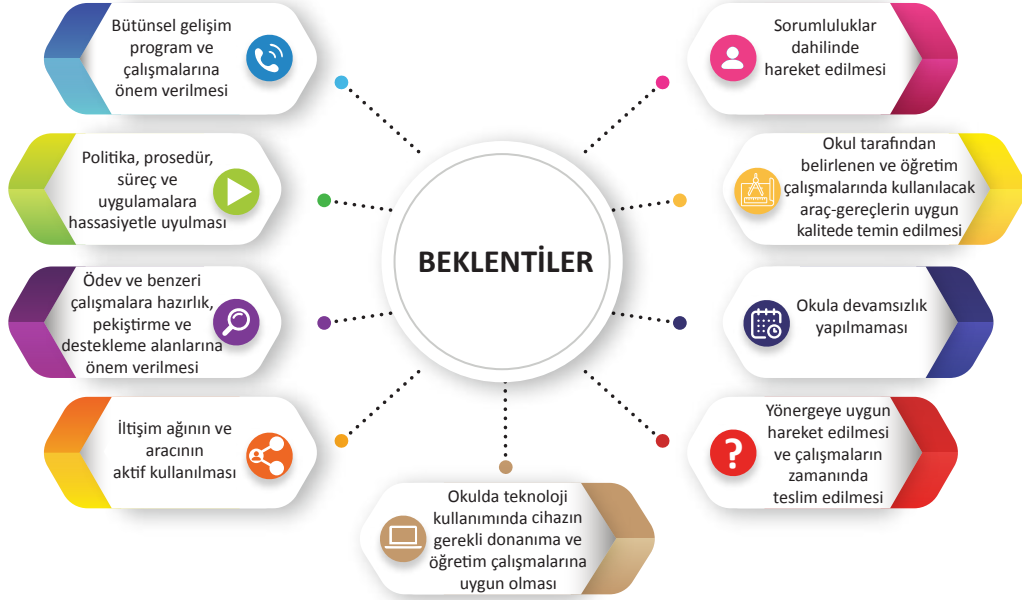 Bütünsel gelişim
program ve
çalışmalarına
önem verilmesi
Politika, prosedür,
süreç ve
uygulamalara
hassasiyetle uyulması
Ödev ve benzeri
çalışmalara hazırlık,
pekiştirme ve
destekleme alanlarına
önem verilmesi
İltişim ağının ve
aracının
aktif kullanılması
BEKLENTİLER
Sorumluluklar
dahilinde
hareket edilmesi
Okul tarafından
belirlenen ve öğretim
çalışmalarında kullanılacak
araç-gereçlerin uygun
kalitede temin edilmesi
Okula devamsızlık
yapılmaması
Yönergeye uygun
hareket edilmesi
ve çalışmaların
zamanında
teslim edilmesi
?
Okulda teknoloji
kullanımında cihazın
gerekli donanıma ve
öğretim çalışmalarına
uygun olması